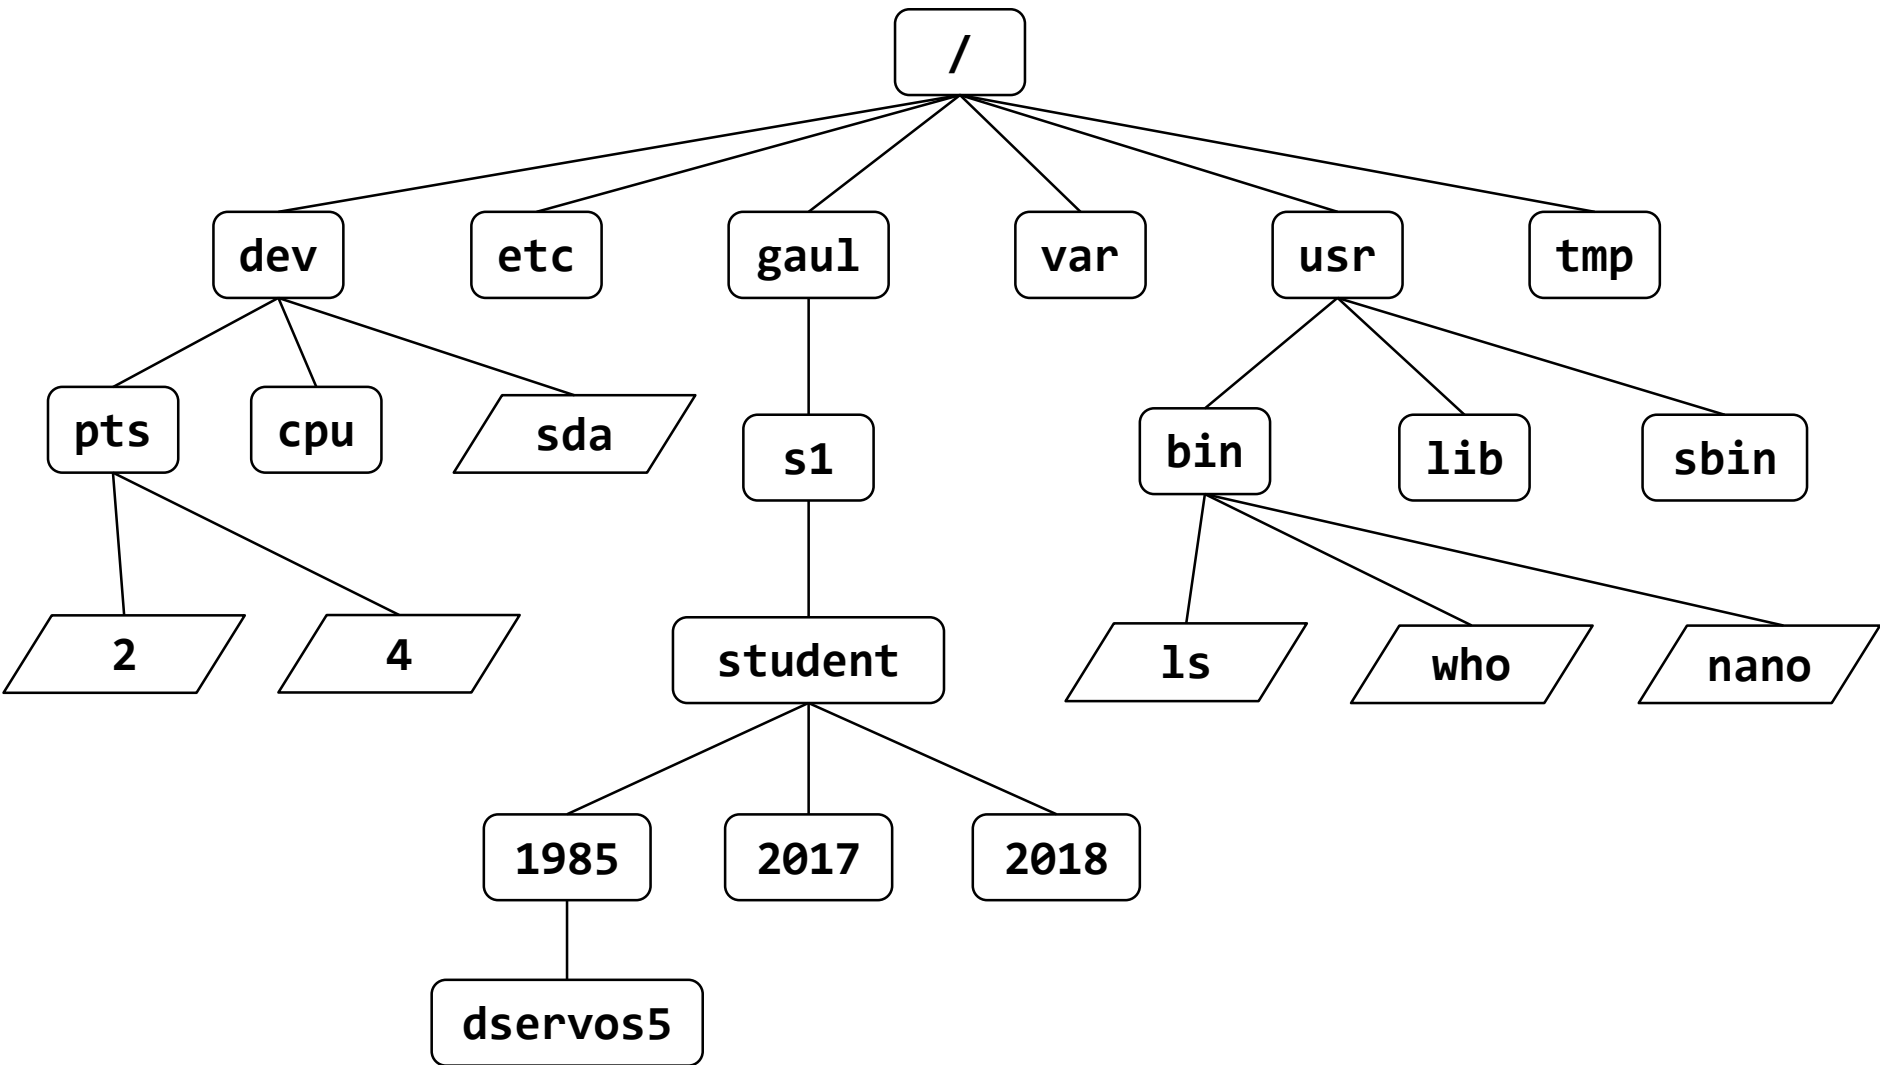 /
dev etc gaul var usr tmp
pts cpu sda s1 bin lib sbin
2 4 student ls who nano
1985 2017 2018
dservos5